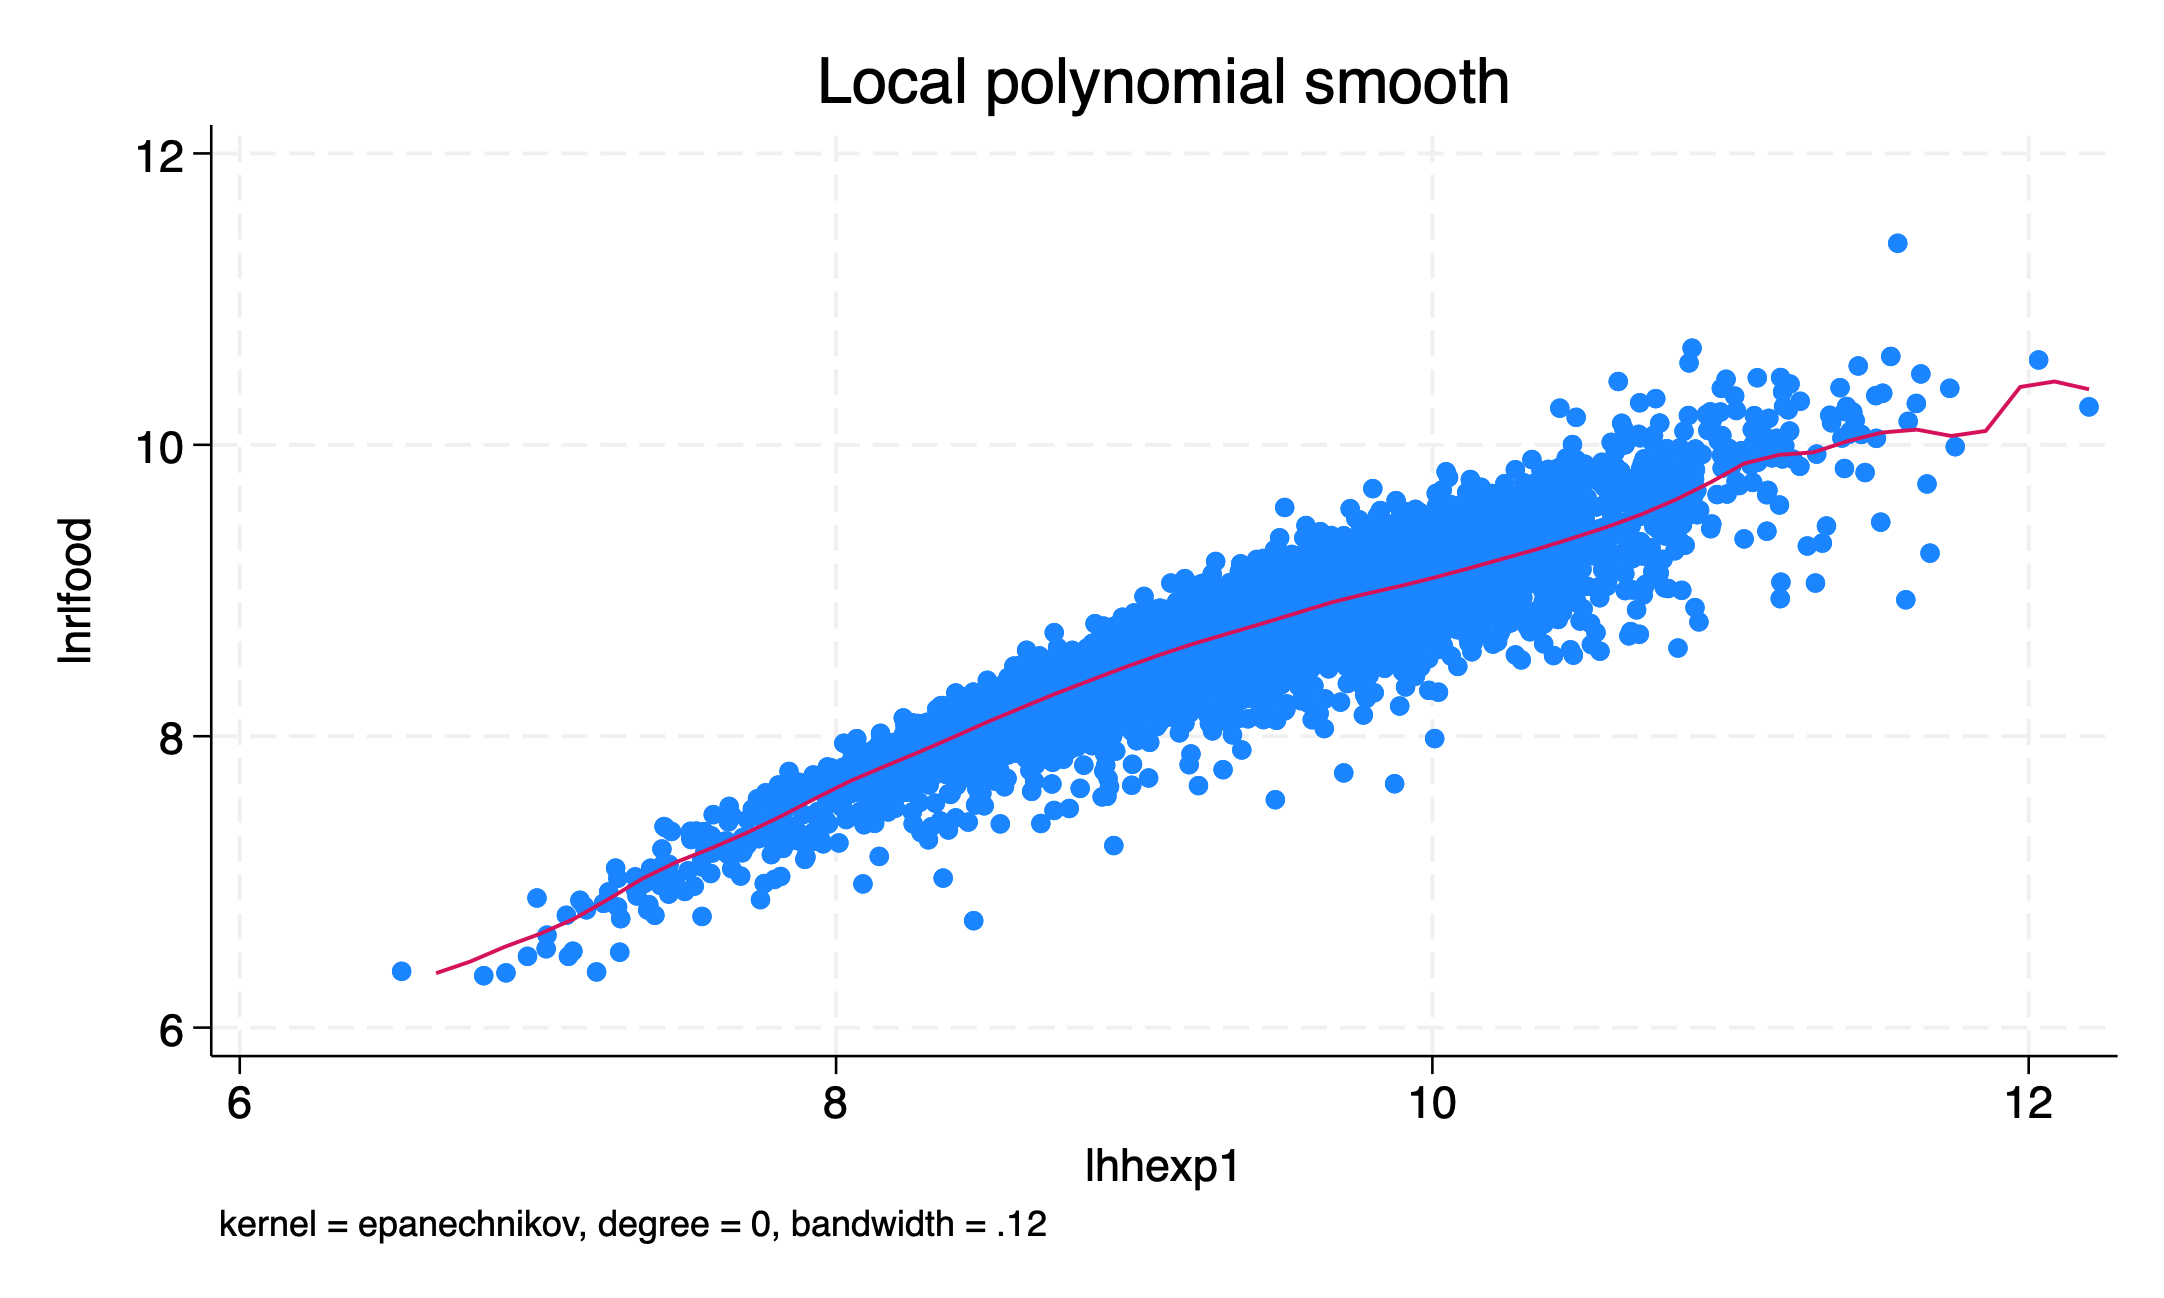 Local polynomial smooth
12
10
8
6
lnrlfood
6
8
10
12
lhhexp1
kernel = epanechnikov, degree = 0, bandwidth = .12